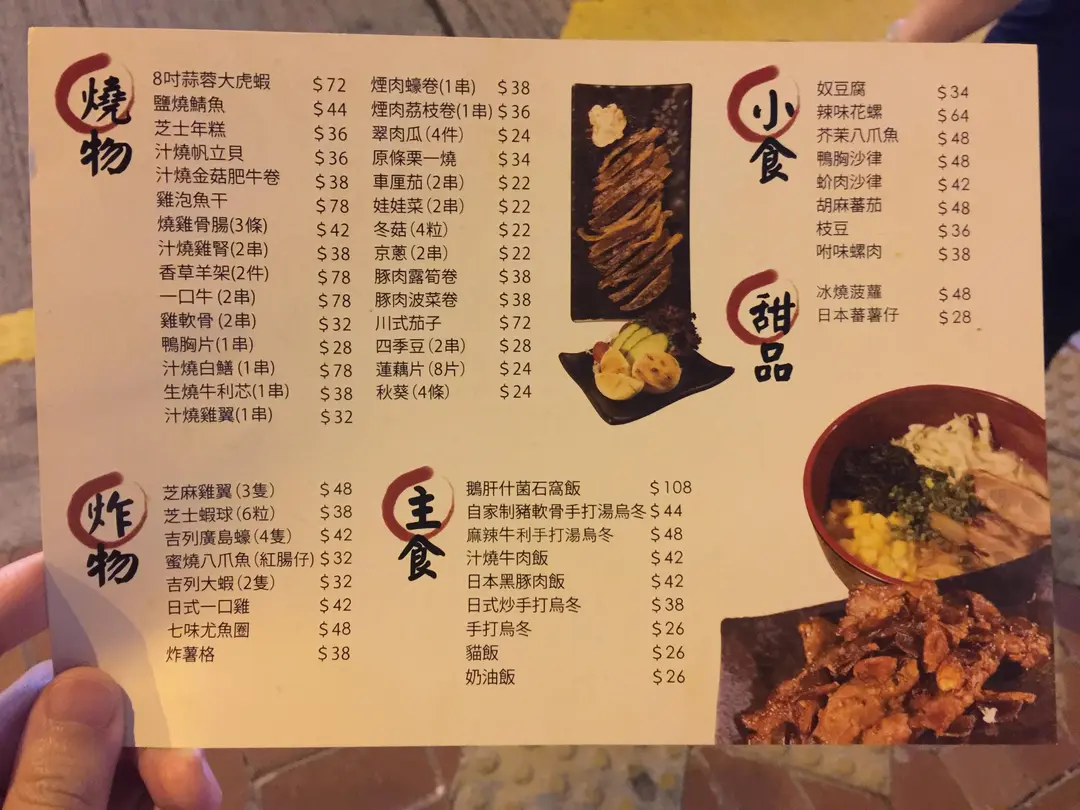 燒物
8吋蒜蓉大虎蝦 $72
鹽燒鯖魚 $44
芝士年糕 $36
汁燒帆立貝 $36
汁燒金菇肥牛卷 $38
雞泡魚干 $78
燒雞骨腸(3條) $42
汁燒雞腎(2串) $38
香草羊架(2件) $78
一口牛(2串) $78
雞軟骨(2串) $32
鴨胸片(1串) $28
汁燒白鱔(1串) $78
生燒牛利芯(1串) $38
汁燒雞翼(1串) $32
煙肉蠔卷(1串) $38
煙肉荔枝卷(1串) $36
翠肉瓜(4件) $24
原條栗一燒 $34
車厘茄(2串) $22
娃娃菜(2串) $22
冬菇(4粒) $22
京蔥(2串) $22
豚肉露筍卷 $38
豚肉波菜卷 $38
川式茄子 $72
四季豆(2串) $28
蓮藕片(8片) $24
秋葵(4條) $24
小食
奴豆腐 $34
辣味花螺 $64
芥茉八爪魚 $48
鴨胸沙律 $48
蚧肉沙律 $42
胡麻蕃茄 $48
枝豆 $36
咐味螺肉 $38
甜品
冰燒菠蘿 $48
日本蕃薯仔 $28
炸物
芝麻雞翼(3隻) $48
芝士蝦球(6粒) $38
吉列廣島蠔(4隻) $42
蜜燒八爪魚(紅腸仔) $32
吉列大蝦(2隻) $32
日式一口雞 $42
七味尤魚圈 $48
炸薯格 $38
主食
鵝肝什菌石窩飯 $108
自家制豬軟骨手打湯烏冬 $44
麻辣牛利手打湯烏冬 $48
汁燒牛肉飯 $42
日本黑豚肉飯 $42
日式炒手打烏冬 $38
手打烏冬 $26
貓飯 $26
奶油飯 $26